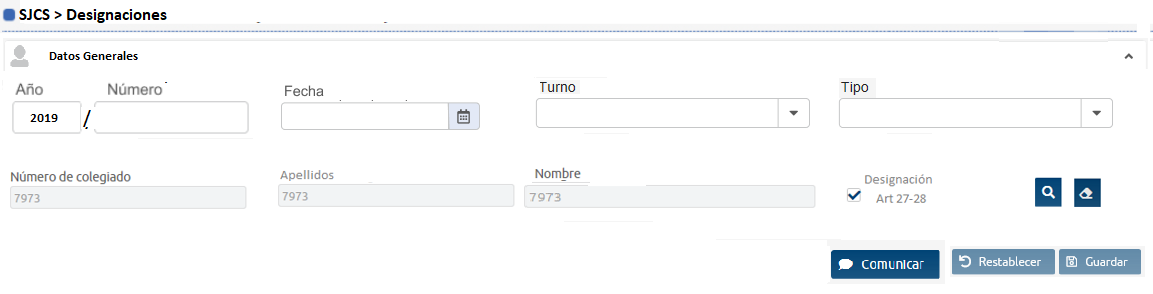 SJCS > Designaciones
Datos Generales
Año Número Fecha Turno Tipo
2019 /
Número de colegiado Apellidos Nombre Designación
7973 7973 7973 Art 27-28
Comunicar Restablecer Guardar